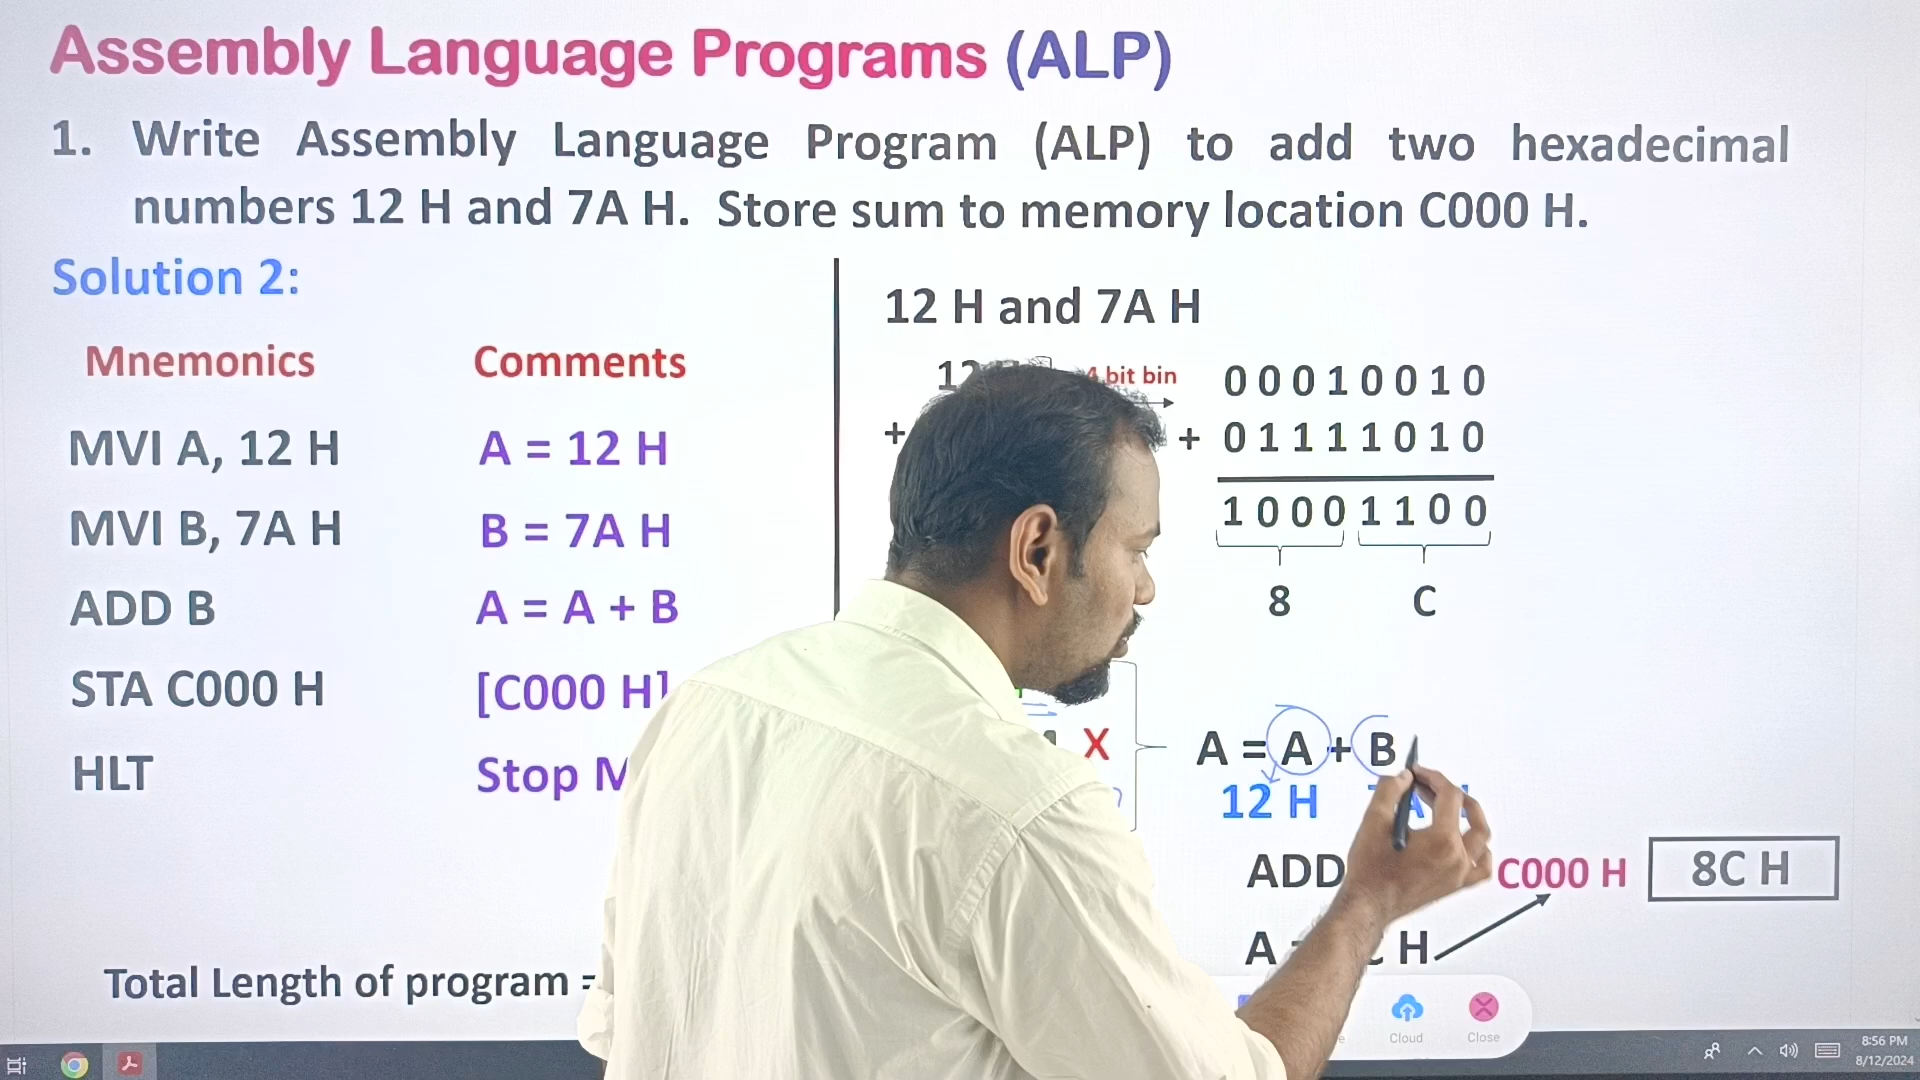 Assembly Language Programs (ALP)
1. Write Assembly Language Program (ALP) to add two hexadecimal
numbers 12 H and 7A H. Store sum to memory location C000 H.
Solution 2:
Mnemonics Comments
MVI A, 12 H A = 12 H
MVI B, 7A H B = 7A H
ADD B A = A + B
STA C000 H [C000 H]
HLT Stop
Total Length of program =
12 H and 7A H
12
4 bit bin
0 0 0 1 0 0 1 0
+
+ 0 1 1 1 1 0 1 0
1 0 0 0 1 1 0 0
8 C
X
A = A + B
12 H
ADD
C000 H 8C H
A H
Cloud Close
8:56 PM
8/12/2024